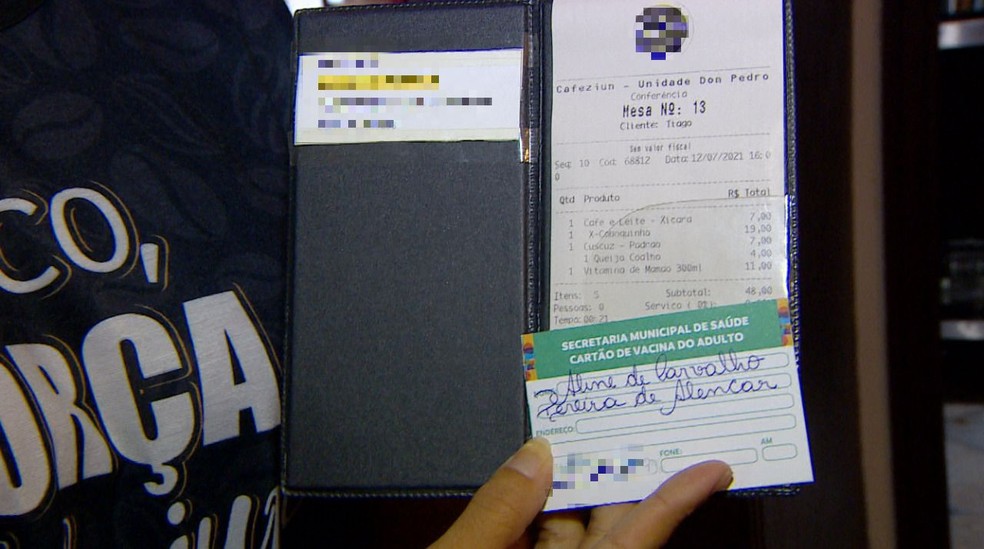 CO,
ORÇA
Cafeziun - Unidade Don Pedro
Conferência
Mesa Nº: 13
Cliente: Tiago
Sem valor fiscal
Seq: 10 Cód: 68812 Data: 12/07/2021 16:0
0
Qtd Produto R$ Total
1 Cafe e Leite - Xicara 7,00
1 X-Caboquinho 19,00
1 Cuscuz - Padrao 7,00
1 Queijo Coalho 4,00
1 Vitamina de Mamao 300ml 11,00
Itens: 5 Subtotal: 48,00
Pessoas: 0 Servico ( 0%):
Tempo: 00:21
SECRETARIA MUNICIPAL DE SAÚDE
CARTÃO DE VACINA DO ADULTO
Aline de Carvalho
Pereira de Alencar
ENDEREÇO:
FONE: AM